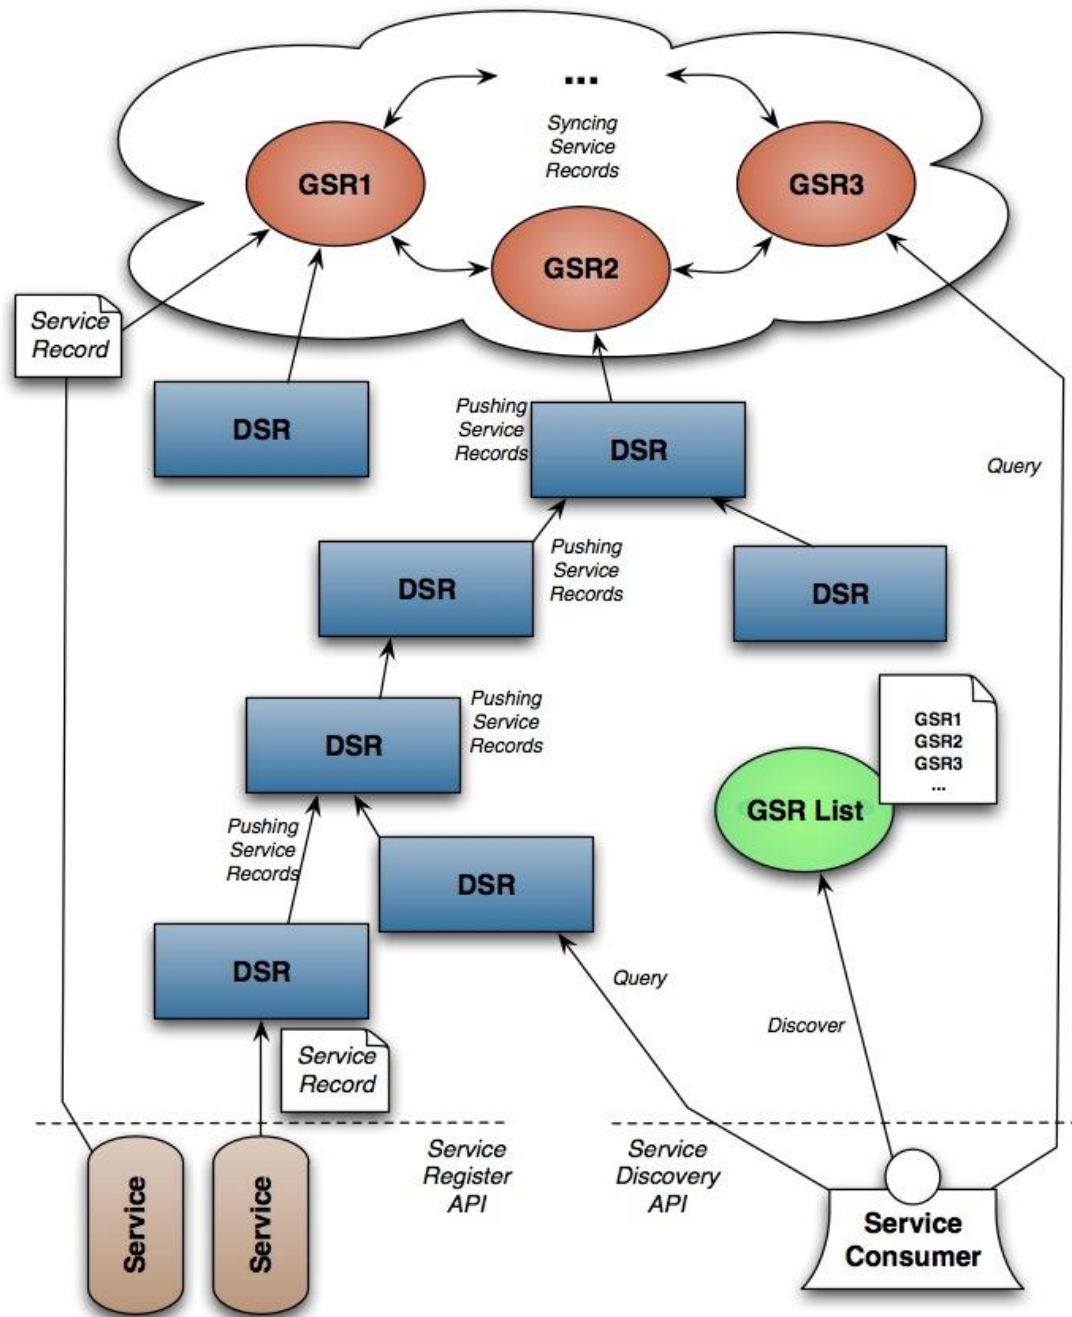 ...
Syncing
Service
Records
GSR1
GSR3
GSR2
Service
Record
DSR
Pushing
Service
Records
DSR
Query
DSR
Pushing
Service
Records
DSR
DSR
Pushing
Service
Records
GSR1
GSR2
GSR3
...
GSR List
Pushing
Service
Records
DSR
DSR
Query
Discover
Service
Record
Service
Register
API
Service
Discovery
API
Service
Service
Service
Consumer